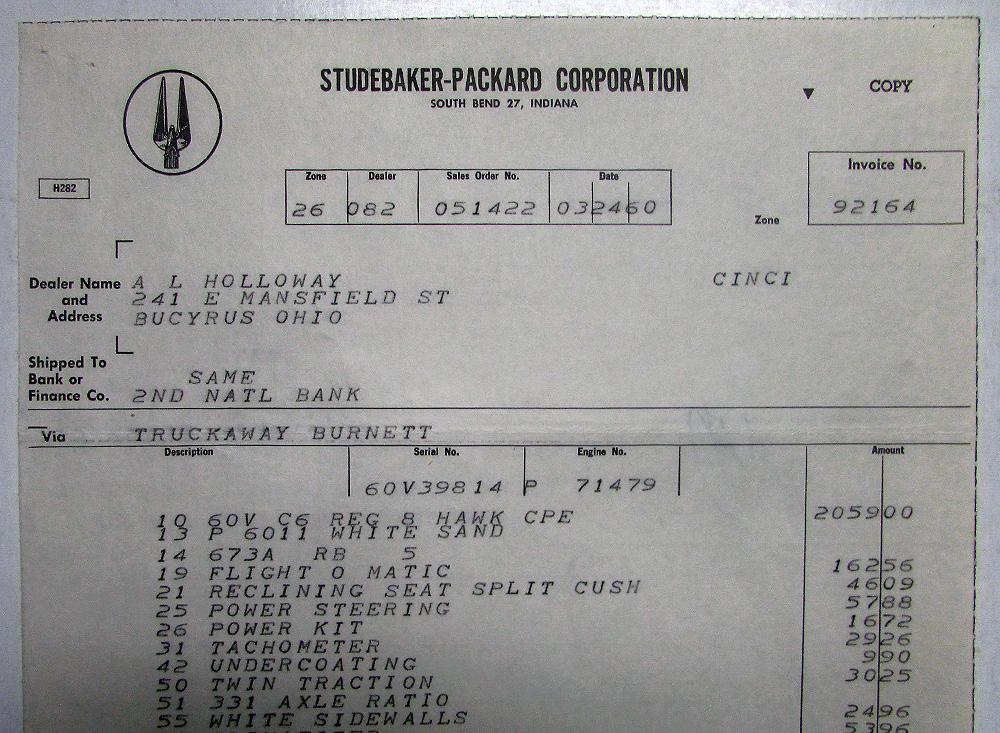 STUDEBAKER-PACKARD CORPORATION
SOUTH BEND 27, INDIANA
COPY
H282
Zone Dealer Sales Order No. Date
26 082 051422 032460
Invoice No.
92164
Zone
CINCI
Dealer Name and Address
A L HOLLOWAY
241 E MANSFIELD ST
BUCYRUS OHIO
Shipped To
Bank or
Finance Co.
SAME
2ND NATL BANK
Via TRUCKAWAY BURNETT
Description Serial No. Engine No. Amount
60V39814 P 71479
10 60V C6 REG 8 HAWK CPE 205900
13 P 6011 WHITE SAND
14 673A RB 5
19 FLIGHT O MATIC 16256
21 RECLINING SEAT SPLIT CUSH 4609
25 POWER STEERING 5788
26 POWER KIT 1672
31 TACHOMETER 2926
42 UNDERCOATING 990
50 TWIN TRACTION 3025
51 331 AXLE RATIO
55 WHITE SIDEWALLS 2496
5396